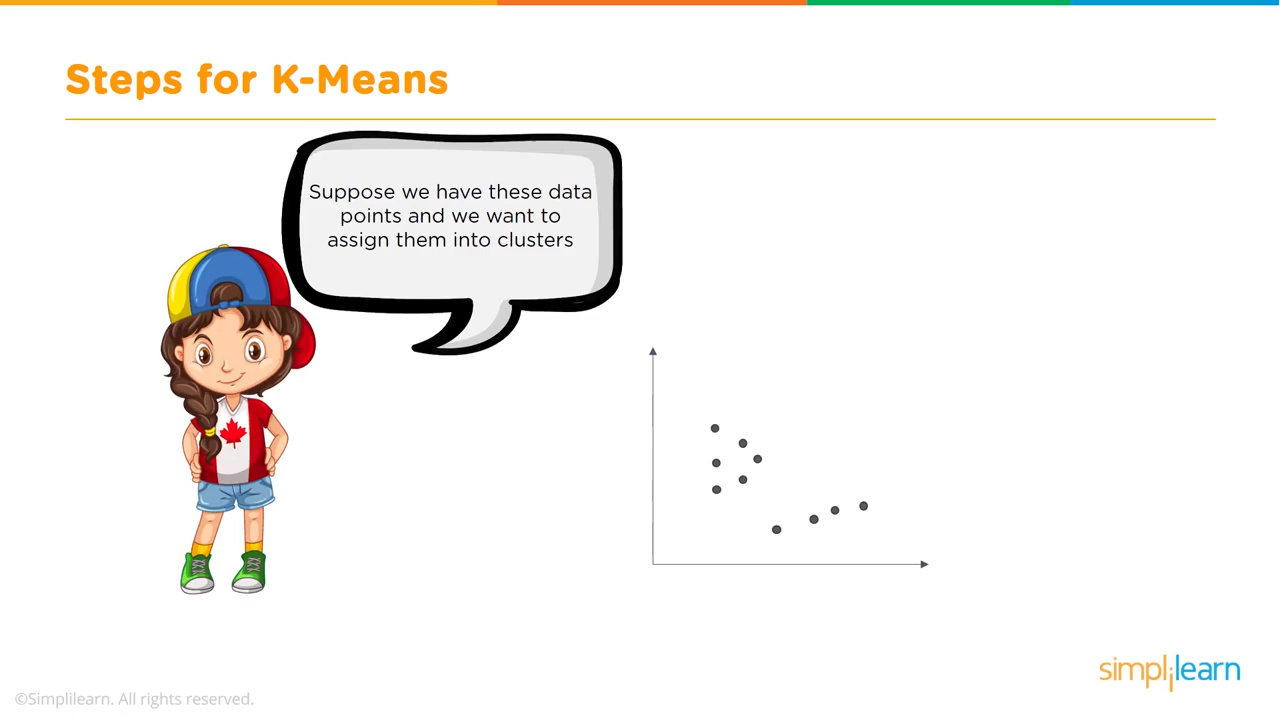 Steps for K-Means
Suppose we have these data
points and we want to
assign them into clusters
simplilearn
©Simplilearn. All rights reserved.